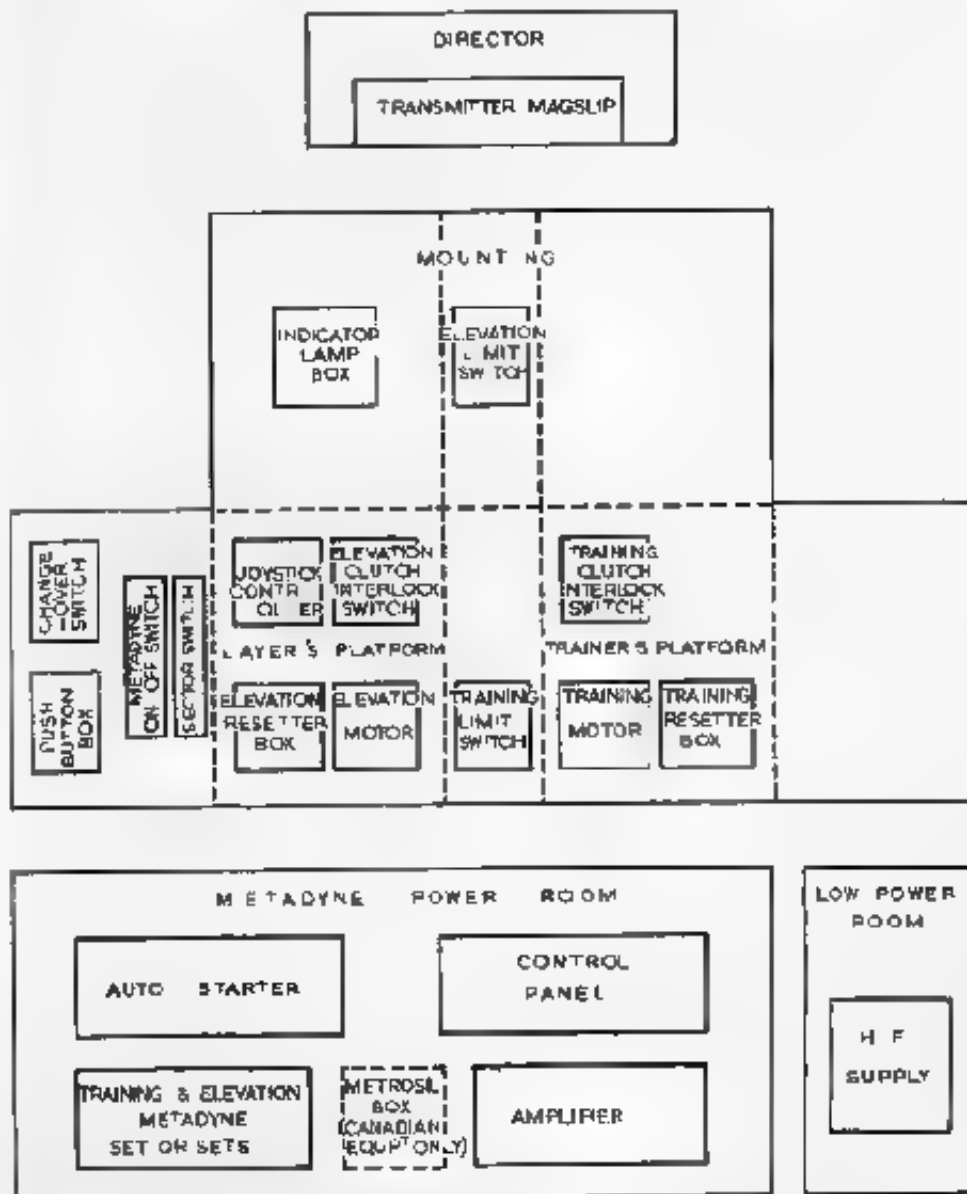 DIRECTOR
TRANSMITTER MAGSLIP
MOUNTING
INDICATOR
LAMP
BOX
ELEVATION
LIMIT
SWITCH
CHANGE
-OVER
SWITCH
PUSH
BUTTON
BOX
METADYNE
ON OFF SWITCH
SECTOR SWITCH
JOYSTICK
CONTR
OLLER
ELEVATION
CLUTCH
INTERLOCK
SWITCH
TRAINING
CLUTCH
INTERLOCK
SWITCH
LAYER'S PLATFORM
TRAINER'S PLATFORM
ELEVATION
RESETTER
BOX
ELEVATION
MOTOR
TRAINING
LIMIT
SWITCH
TRAINING
MOTOR
TRAINING
RESETTER
BOX
METADYNE POWER ROOM
AUTO STARTER
CONTROL
PANEL
TRAINING & ELEVATION
METADYNE
SET OR SETS
METROSIL
BOX
(CANADIAN
EQUPT ONLY)
AMPLIFIER
LOW POWER
ROOM
H F
SUPPLY